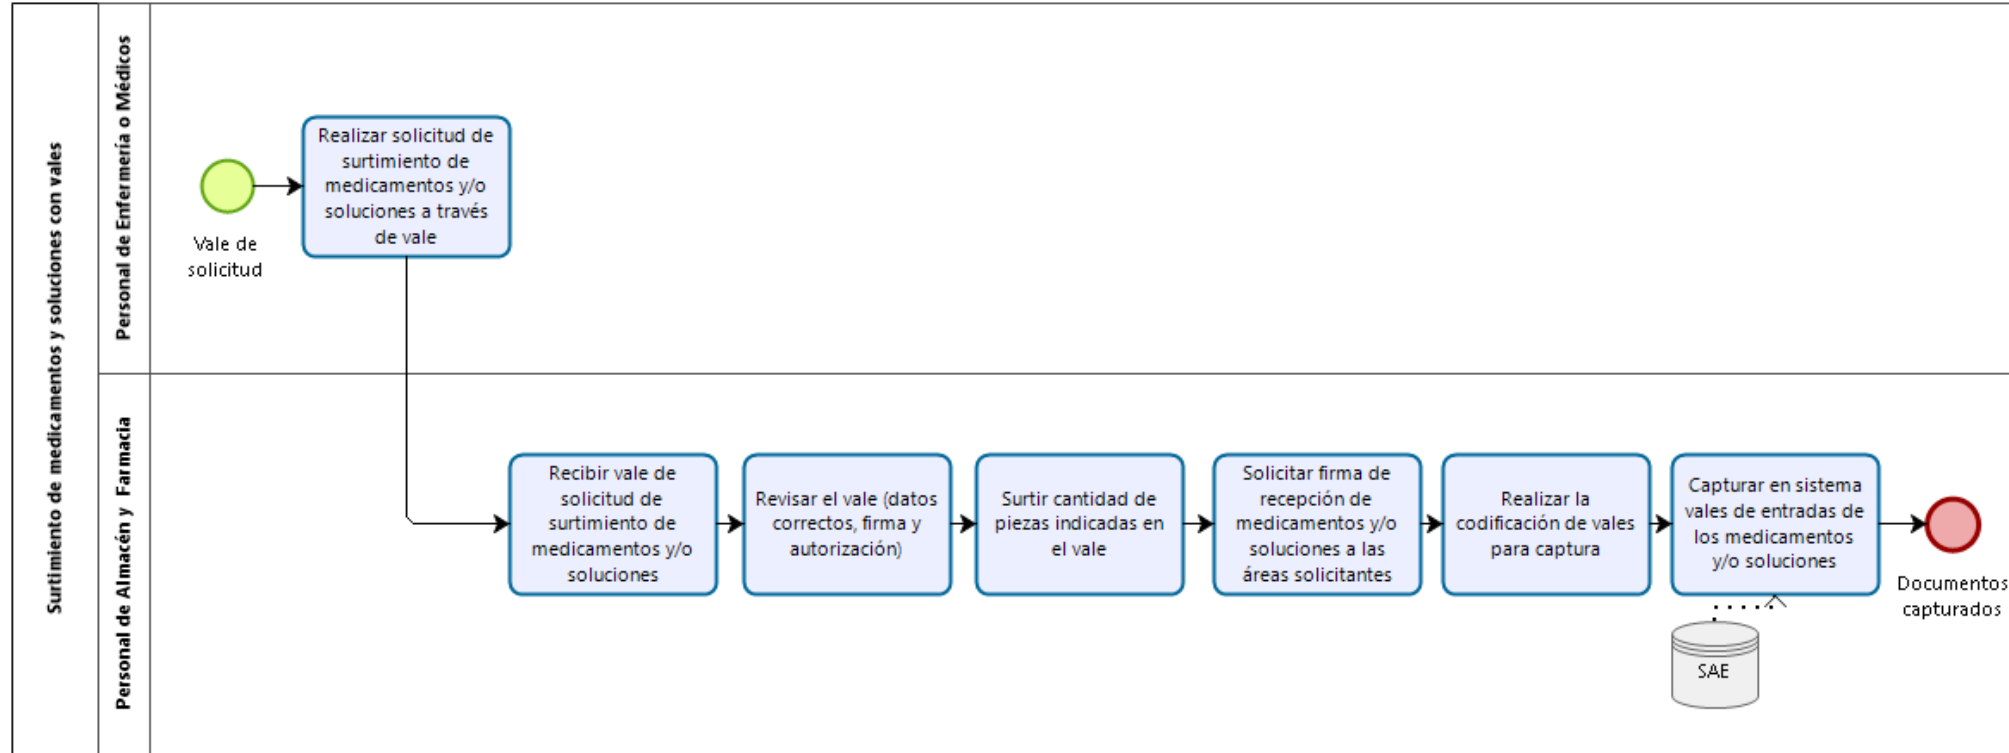 Surtimiento de medicamentos y soluciones con vales
Personal de Enfermería o Médicos
Vale de
solicitud
Realizar solicitud de
surtimiento de
medicamentos y/o
soluciones a través
de vale
Personal de Almacén y Farmacia
Recibir vale de
solicitud de
surtimiento de
medicamentos y/o
soluciones
Revisar el vale (datos
correctos, firma y
autorización)
Surtir cantidad de
piezas indicadas en
el vale
Solicitar firma de
recepción de
medicamentos y/o
soluciones a las
áreas solicitantes
Realizar la
codificación de vales
para captura
Capturar en sistema
vales de entradas de
los medicamentos
y/o soluciones
Documentos
capturados
SAE